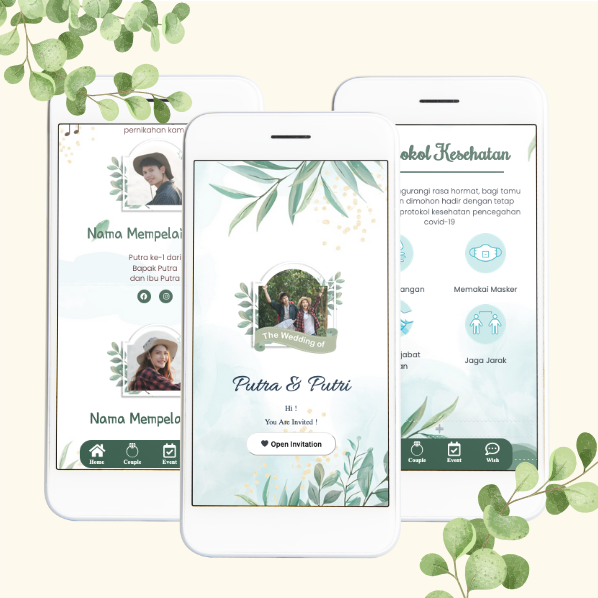 pernikahan kam
Nama Mempelai
Putra ke-1 dari
Bapak Putra
dan Ibu Putra
Nama Mempela
Home
Couple
Event
The Wedding of
Putra & Putri
Hi !
You Are Invited !
Open Invitation
okol Kesehatan
egurangi rasa hormat, bagi tamu
n dimohon hadir dengan tetap
protokol kesehatan pencegahan
covid-19
angan
Memakai Masker
jabat
an
Jaga Jarak
Couple
Event
Wish